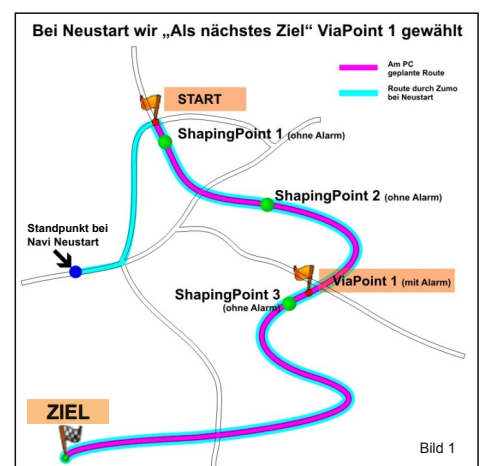 Bei Neustart wir „Als nächstes Ziel“ ViaPoint 1 gewählt
Am PC
geplante Route
Route durch Zumo
bei Neustart
START
ShapingPoint 1 (ohne Alarm)
ShapingPoint 2 (ohne Alarm)
Standpunkt bei
Navi Neustart
ViaPoint 1 (mit Alarm)
ShapingPoint 3
(ohne Alarm)
ZIEL
Bild 1